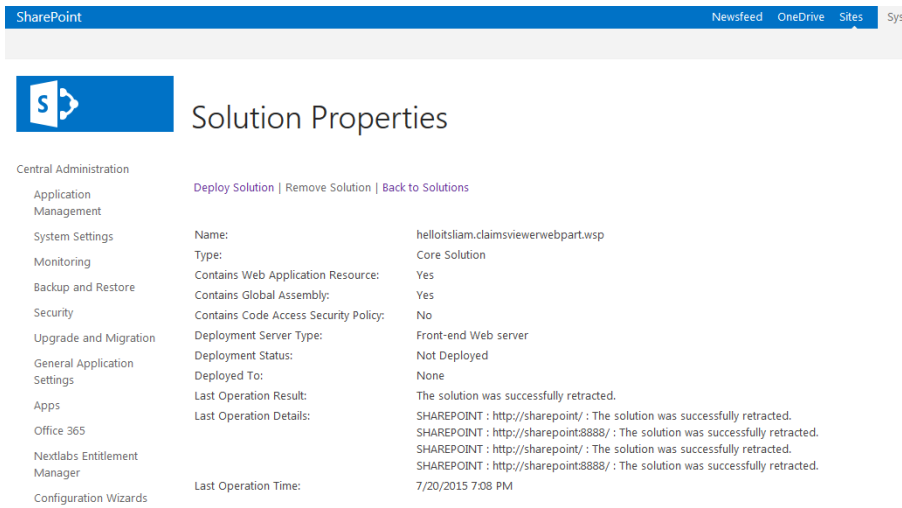 SharePoint Newsfeed OneDrive Sites Sys
S
Solution Properties
Central Administration
Application
Management
System Settings
Monitoring
Backup and Restore
Security
Upgrade and Migration
General Application
Settings
Apps
Office 365
Nextlabs Entitlement
Manager
Configuration Wizards
Deploy Solution | Remove Solution | Back to Solutions
Name: helloitsliam.claimsviewerwebpart.wsp
Type: Core Solution
Contains Web Application Resource: Yes
Contains Global Assembly: Yes
Contains Code Access Security Policy: No
Deployment Server Type: Front-end Web server
Deployment Status: Not Deployed
Deployed To: None
Last Operation Result: The solution was successfully retracted.
Last Operation Details: SHAREPOINT : http://sharepoint/ : The solution was successfully retracted.
SHAREPOINT : http://sharepoint:8888/ : The solution was successfully retracted.
SHAREPOINT : http://sharepoint/ : The solution was successfully retracted.
SHAREPOINT : http://sharepoint:8888/ : The solution was successfully retracted.
Last Operation Time: 7/20/2015 7:08 PM